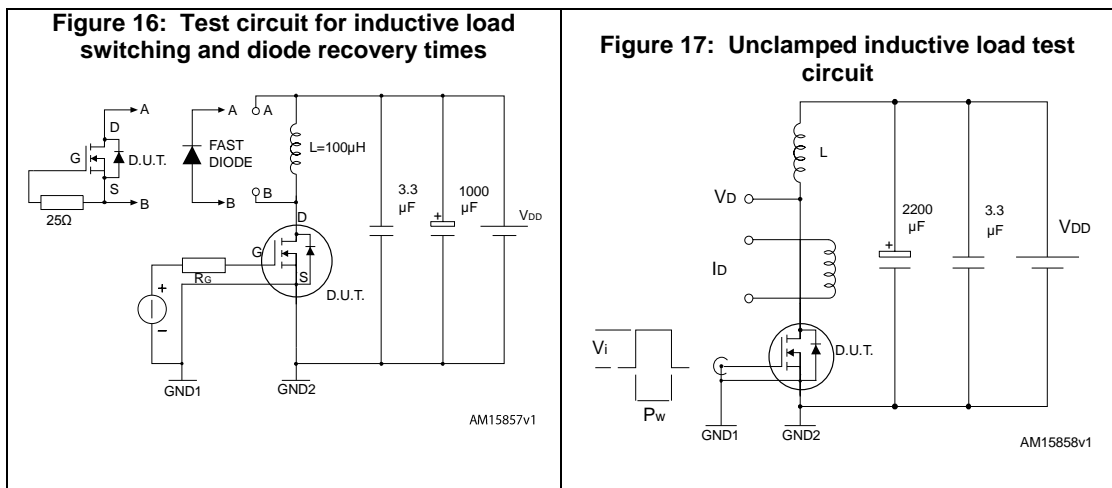 Figure 16: Test circuit for inductive load
switching and diode recovery times
A
A
A
D
G
D.U.T.
FAST
DIODE
L=100µH
S
B
B
B
25Ω
3.3
µF
1000
µF
+
VDD
D
G
RG
S
D.U.T.
+
–
GND1
GND2
AM15857v1
Figure 17: Unclamped inductive load test
circuit
L
VD
2200
µF
+
3.3
µF
VDD
ID
Vi
D.U.T.
Pw
GND1
GND2
AM15858v1